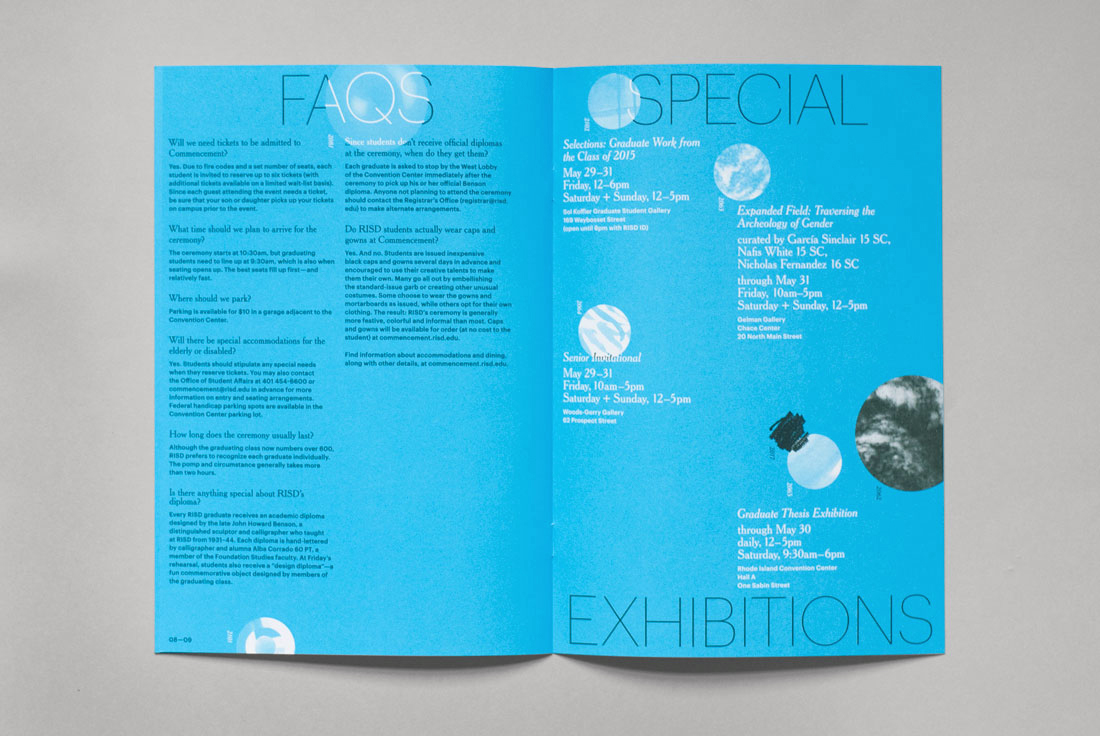 FAQS
Will we need tickets to be admitted to
Commencement?
Yes. Due to fire codes and a set number of seats, each
student is invited to reserve up to six tickets (with
additional tickets available on a limited wait-list basis).
Since each guest attending the event needs a ticket,
be sure that your son or daughter picks up your tickets
on campus prior to the event.
What time should we plan to arrive for the
ceremony?
The ceremony starts at 10:30am, but graduating
students need to line up at 9:30am, which is also when
seating opens up. The best seats fill up first—and
relatively fast.
Where should we park?
Parking is available for $10 in a garage adjacent to the
Convention Center.
Will there be special accommodations for the
elderly or disabled?
Yes. Students should stipulate any special needs
when they reserve tickets. You may also contact
the Office of Student Affairs at 401 454-6600 or
commencement@risd.edu in advance for more
information on entry and seating arrangements.
Federal handicap parking spots are available in the
Convention Center parking lot.
How long does the ceremony usually last?
Although the graduating class now numbers over 600,
RISD prefers to recognize each graduate individually.
The pomp and circumstance generally takes more
than two hours.
Is there anything special about RISD's
diploma?
Every RISD graduate receives an academic diploma
designed by the late John Howard Benson, a
distinguished sculptor and calligrapher who taught
at RISD from 1931–44. Each diploma is hand-lettered
by calligrapher and alumna Alba Corrado 60 PT, a
member of the Foundation Studies faculty. At Friday's
rehearsal, students also receive a "design diploma"—a
fun commemorative object designed by members of
the graduating class.
08—09
Since students don't receive official diplomas
at the ceremony, when do they get them?
Each graduate is asked to stop by the West Lobby
of the Convention Center immediately after the
ceremony to pick up his or her official Benson
diploma. Anyone not planning to attend the ceremony
should contact the Registrar's Office (registrar@risd.
edu) to make alternate arrangements.
Do RISD students actually wear caps and
gowns at Commencement?
Yes. And no. Students are issued inexpensive
black caps and gowns several days in advance and
encouraged to use their creative talents to make
them their own. Many go all out by embellishing
the standard-issue garb or creating other unusual
costumes. Some choose to wear the gowns and
mortarboards as issued, while others opt for their own
clothing. The result: RISD's ceremony is generally
more festive, colorful and informal than most. Caps
and gowns will be available for order (at no cost to the
student) at commencement.risd.edu.
Find information about accommodations and dining,
along with other details, at commencement.risd.edu.
SPECIAL
Selections: Graduate Work from
the Class of 2015
May 29–31
Friday, 12–6pm
Saturday + Sunday, 12–5pm
Sol Koffler Graduate Student Gallery
169 Weybosset Street
(open until 8pm with RISD ID)
Expanded Field: Traversing the
Archeology of Gender
curated by García Sinclair 15 SC,
Nafis White 15 SC,
Nicholas Fernandez 16 SC
through May 31
Friday, 10am–5pm
Saturday + Sunday, 12–5pm
Gelman Gallery
Chace Center
20 North Main Street
Senior Invitational
May 29–31
Friday, 10am–5pm
Saturday + Sunday, 12–5pm
Woods-Gerry Gallery
62 Prospect Street
Graduate Thesis Exhibition
through May 30
daily, 12–5pm
Saturday, 9:30am–6pm
Rhode Island Convention Center
Hall A
One Sabin Street
EXHIBITIONS